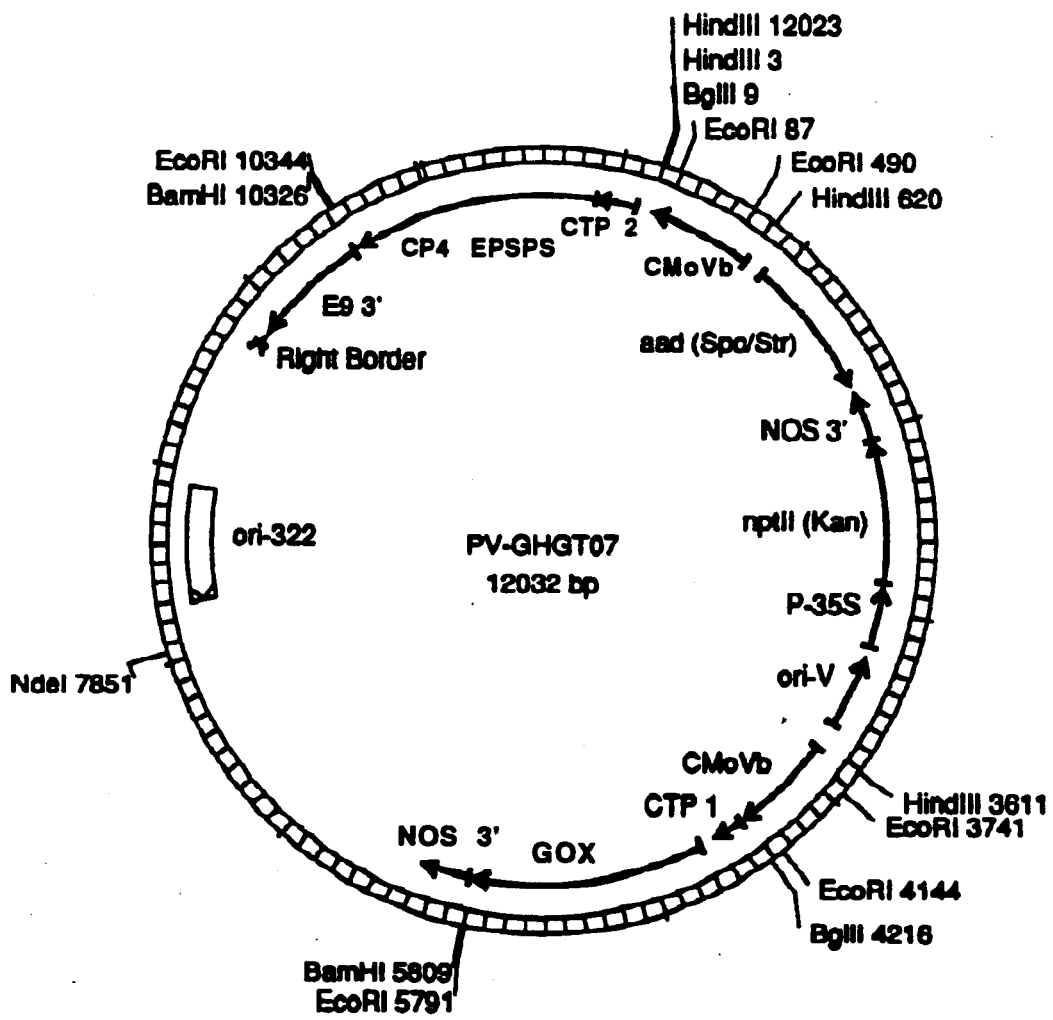 HindIII 12023
HindIII 3
BglII 9
EcoRI 87
EcoRI 490
HindIII 620
EcoRI 10344
BamHI 10326
CTP 2
CP4 EPSPS
CMoVb
E9 3'
Right Border
aad (Spc/Str)
NOS 3'
nptII (Kan)
ori-322
PV-GHGT07
12032 bp
P-35S
ori-V
NdeI 7851
CMoVb
CTP 1
HindIII 3611
EcoRI 3741
NOS 3'
GOX
EcoRI 4144
BglII 4216
BamHI 5809
EcoRI 5791